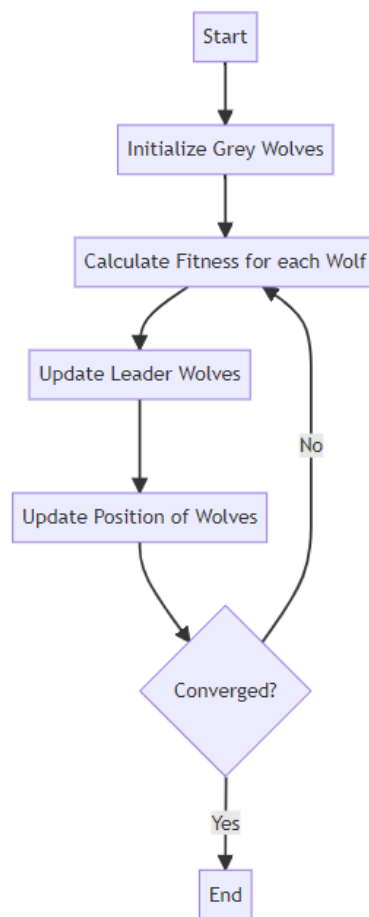 Start
Initialize Grey Wolves
Calculate Fitness for each Wolf
Update Leader Wolves
No
Update Position of Wolves
Converged?
Yes
End